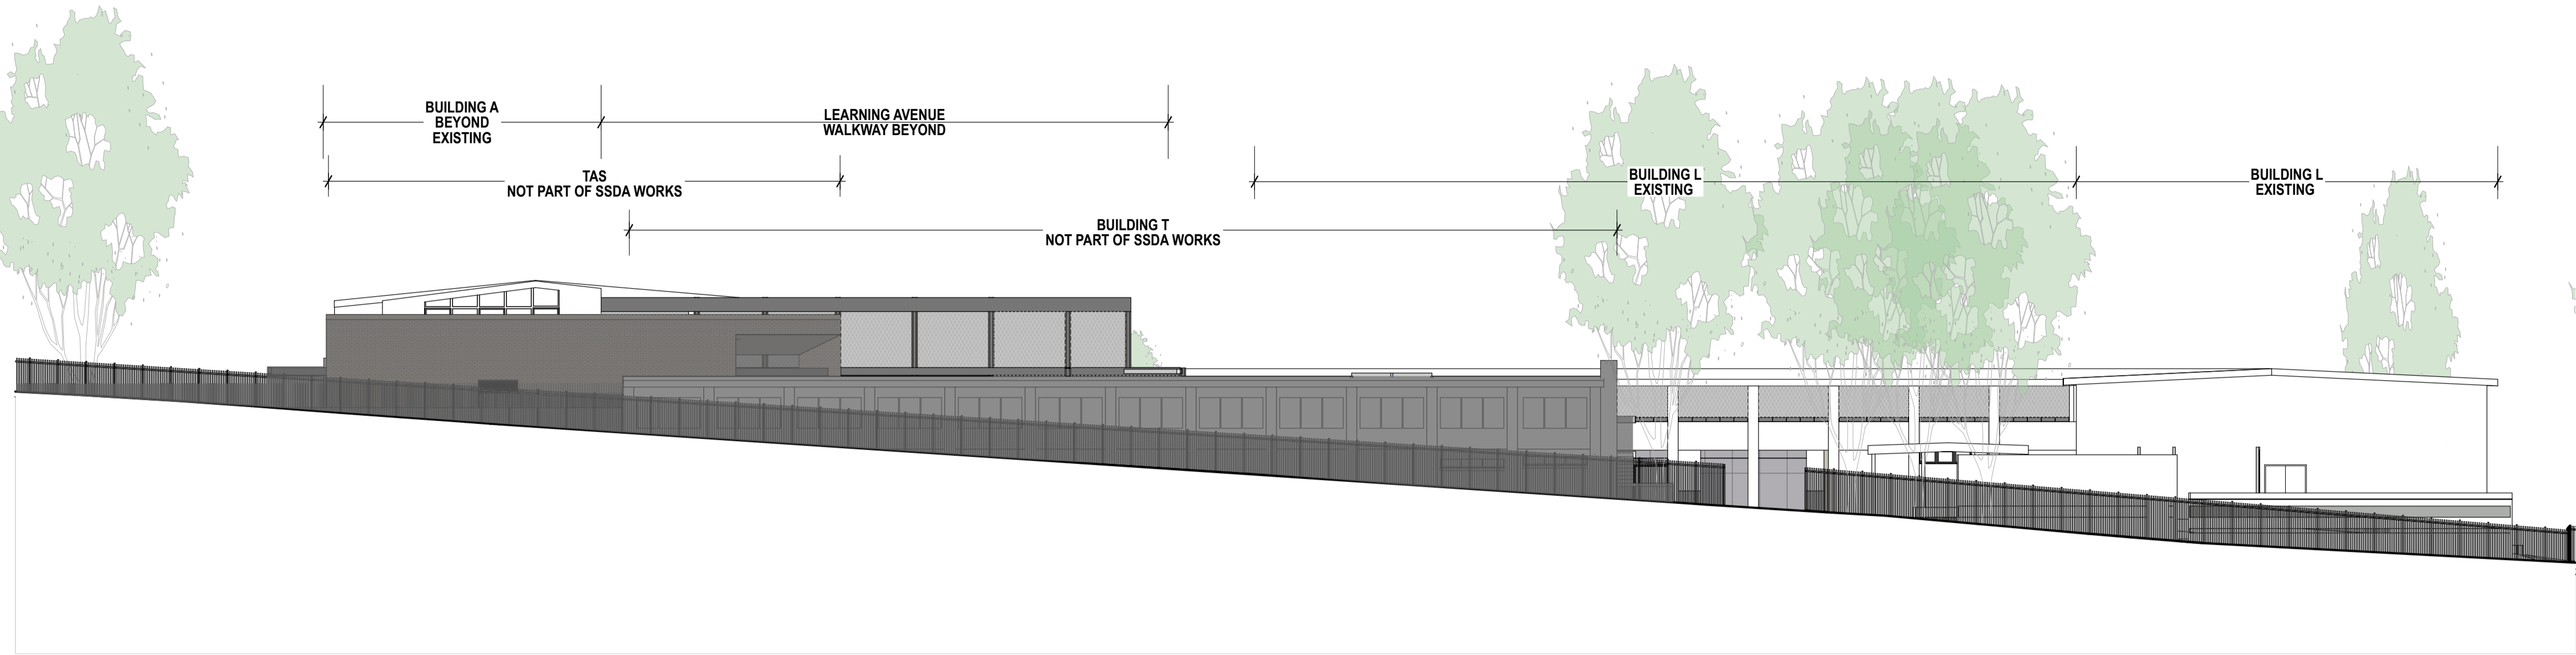 BUILDING A
BEYOND
EXISTING
LEARNING AVENUE
WALKWAY BEYOND
TAS
NOT PART OF SSDA WORKS
BUILDING L
EXISTING
BUILDING L
EXISTING
BUILDING T
NOT PART OF SSDA WORKS